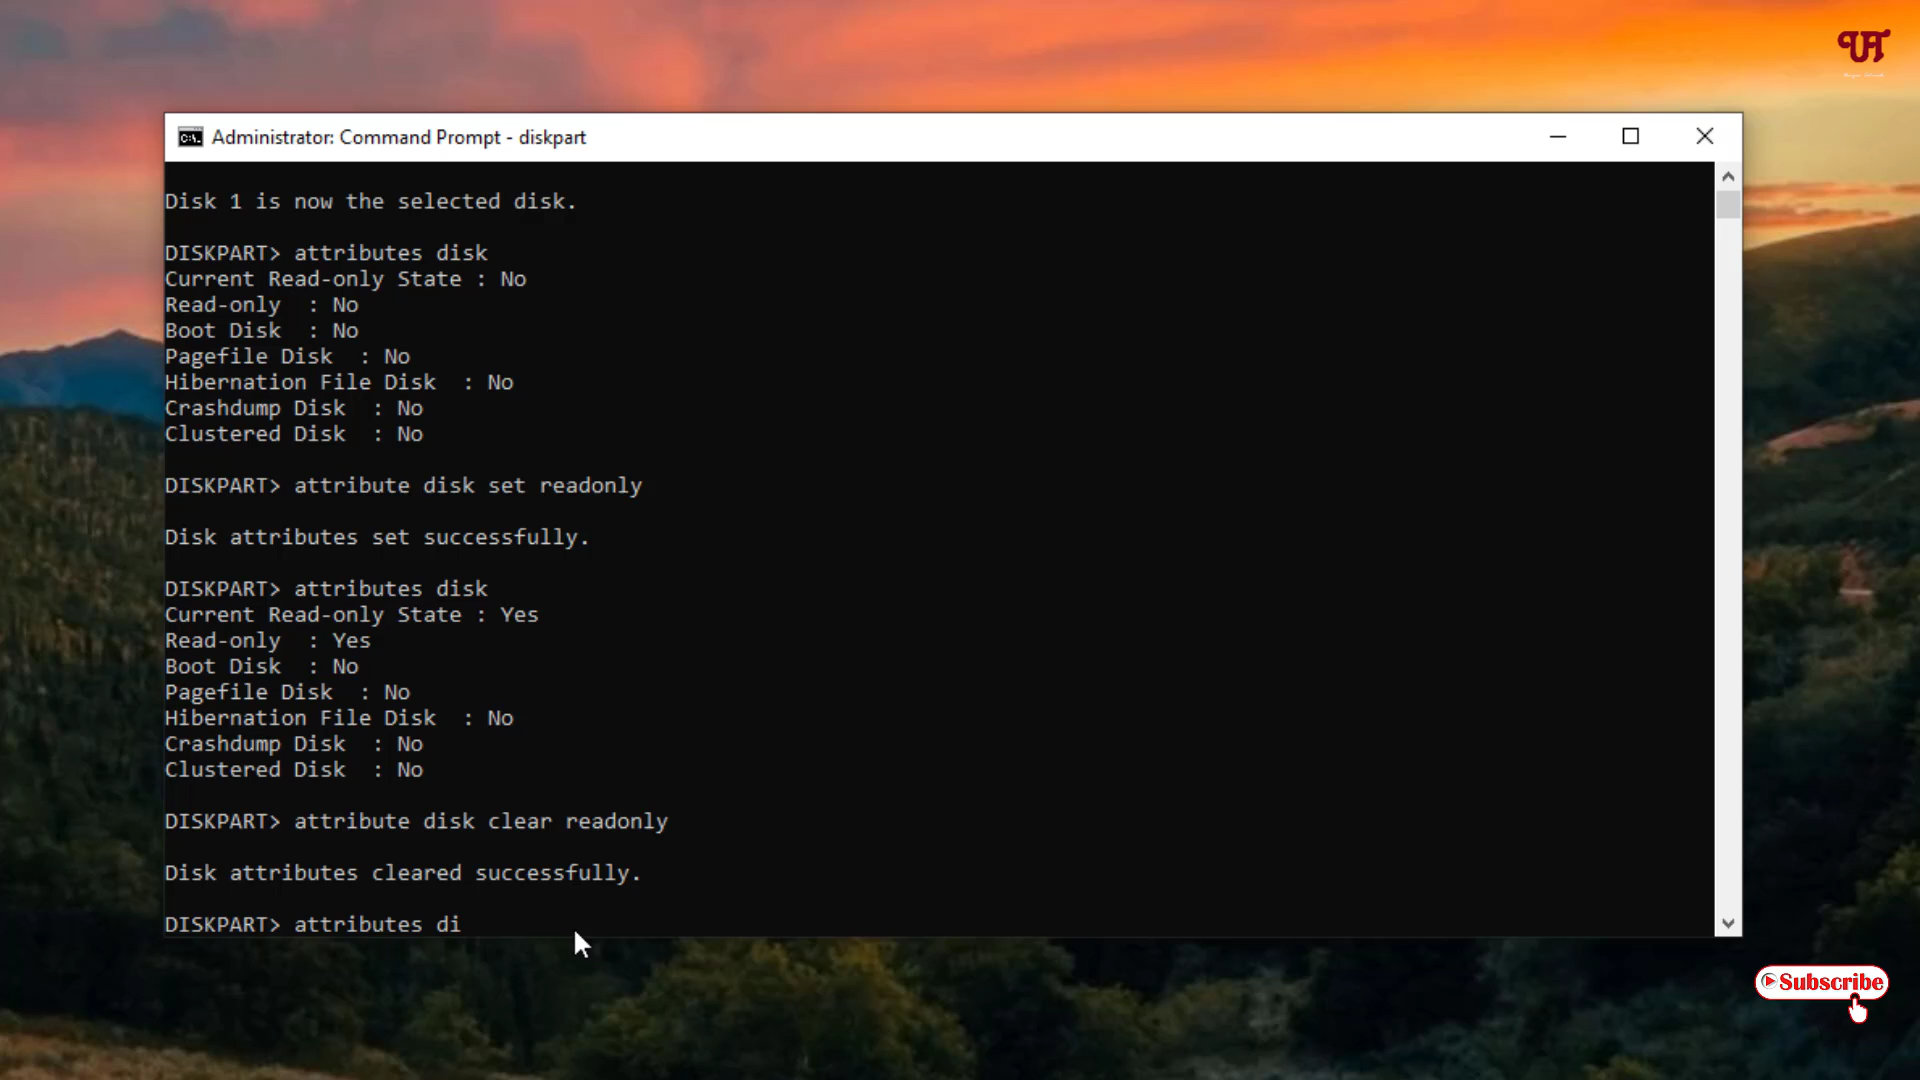 UT
Administrator: Command Prompt - diskpart
Disk 1 is now the selected disk.
DISKPART> attributes disk
Current Read-only State : No
Read-only  : No
Boot Disk  : No
Pagefile Disk  : No
Hibernation File Disk  : No
Crashdump Disk  : No
Clustered Disk  : No
DISKPART> attribute disk set readonly
Disk attributes set successfully.
DISKPART> attributes disk
Current Read-only State : Yes
Read-only  : Yes
Boot Disk  : No
Pagefile Disk  : No
Hibernation File Disk  : No
Crashdump Disk  : No
Clustered Disk  : No
DISKPART> attribute disk clear readonly
Disk attributes cleared successfully.
DISKPART> attributes di
Subscribe